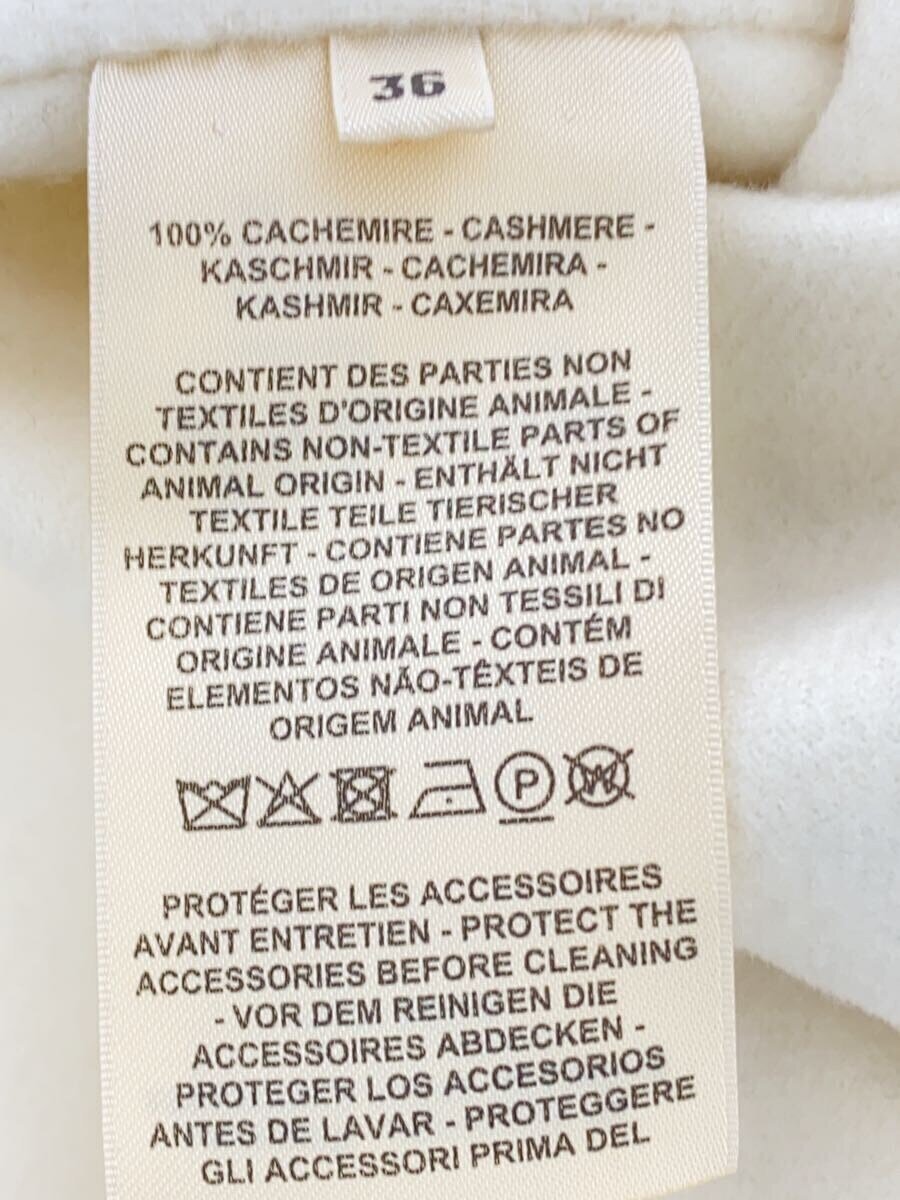 36
100% CACHEMIRE - CASHMERE -
KASCHMIR - CACHEMIRA -
KASHMIR - CAXEMIRA
CONTIENT DES PARTIES NON
TEXTILES D'ORIGINE ANIMALE -
CONTAINS NON-TEXTILE PARTS OF
ANIMAL ORIGIN - ENTHÄLT NICHT
TEXTILE TEILE TIERISCHER
HERKUNFT - CONTIENE PARTES NO
TEXTILES DE ORIGEN ANIMAL -
CONTIENE PARTI NON TESSILI DI
ORIGINE ANIMALE - CONTÉM
ELEMENTOS NÃO-TÊXTEIS DE
ORIGEM ANIMAL
P W
PROTÉGER LES ACCESSOIRES
AVANT ENTRETIEN - PROTECT THE
ACCESSORIES BEFORE CLEANING
- VOR DEM REINIGEN DIE
ACCESSOIRES ABDECKEN -
PROTEGER LOS ACCESORIOS
ANTES DE LAVAR - PROTEGGERE
GLI ACCESSORI PRIMA DEL